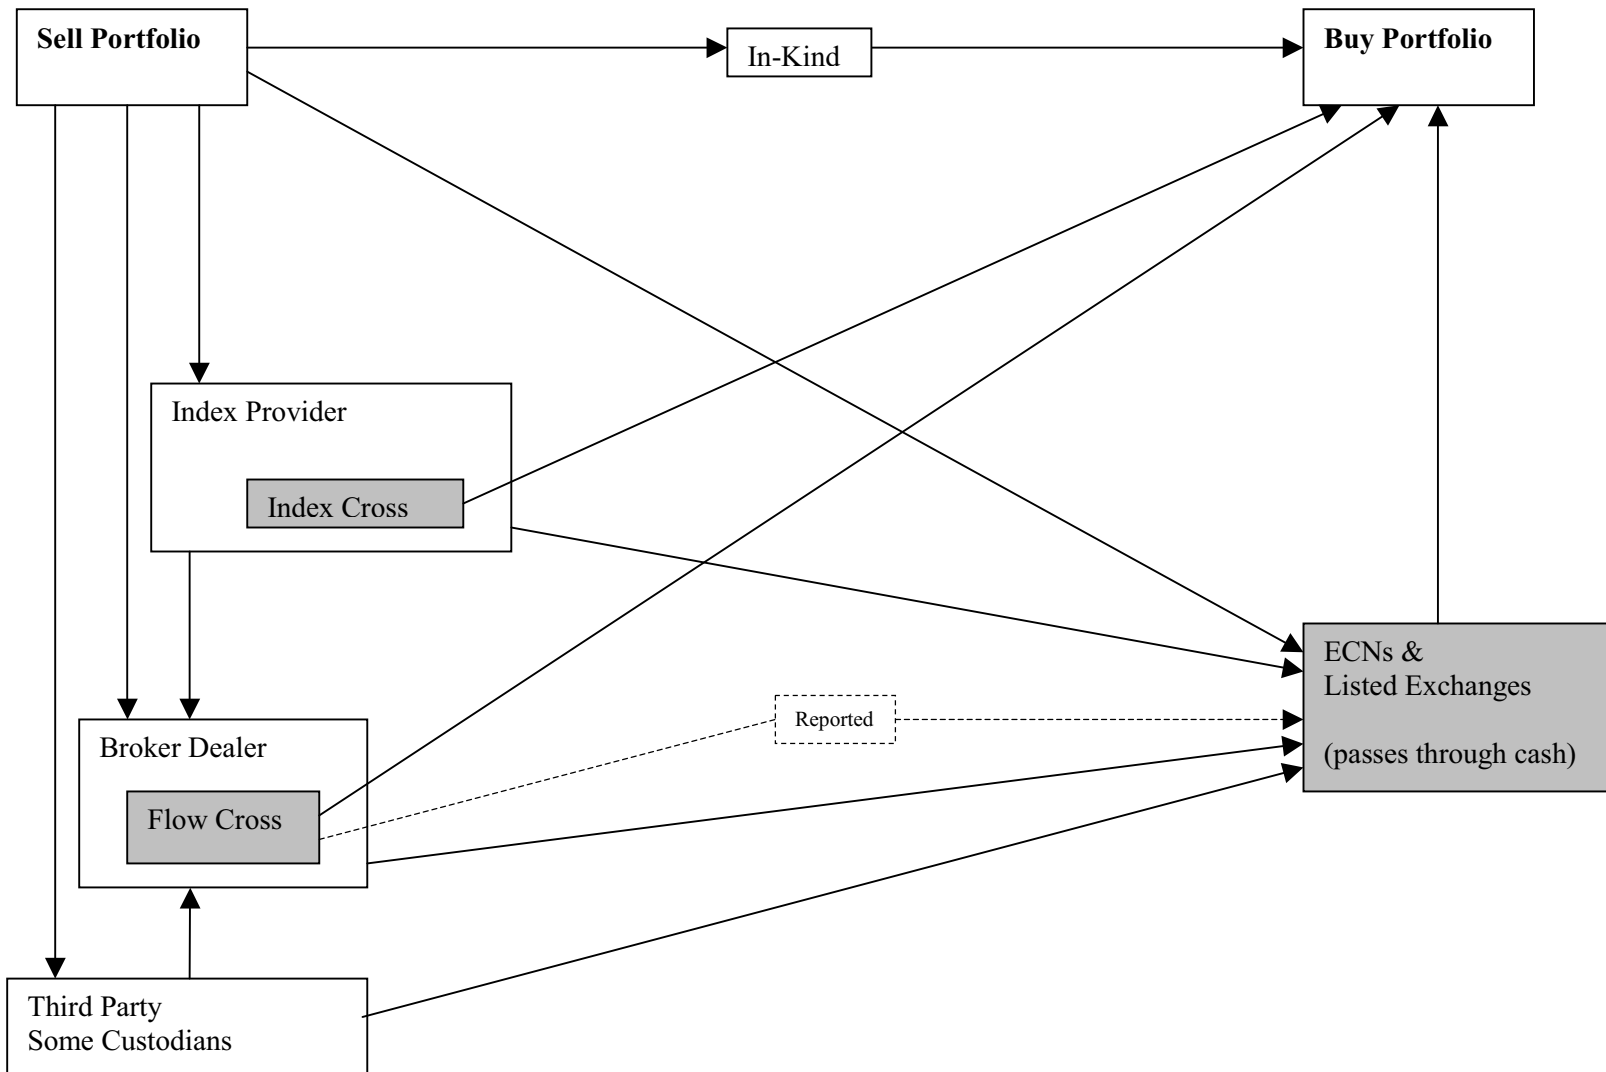 Sell Portfolio
In-Kind
Buy Portfolio
Index Provider
Index Cross
ECNs &
Listed Exchanges
(passes through cash)
Reported
Broker Dealer
Flow Cross
Third Party
Some Custodians